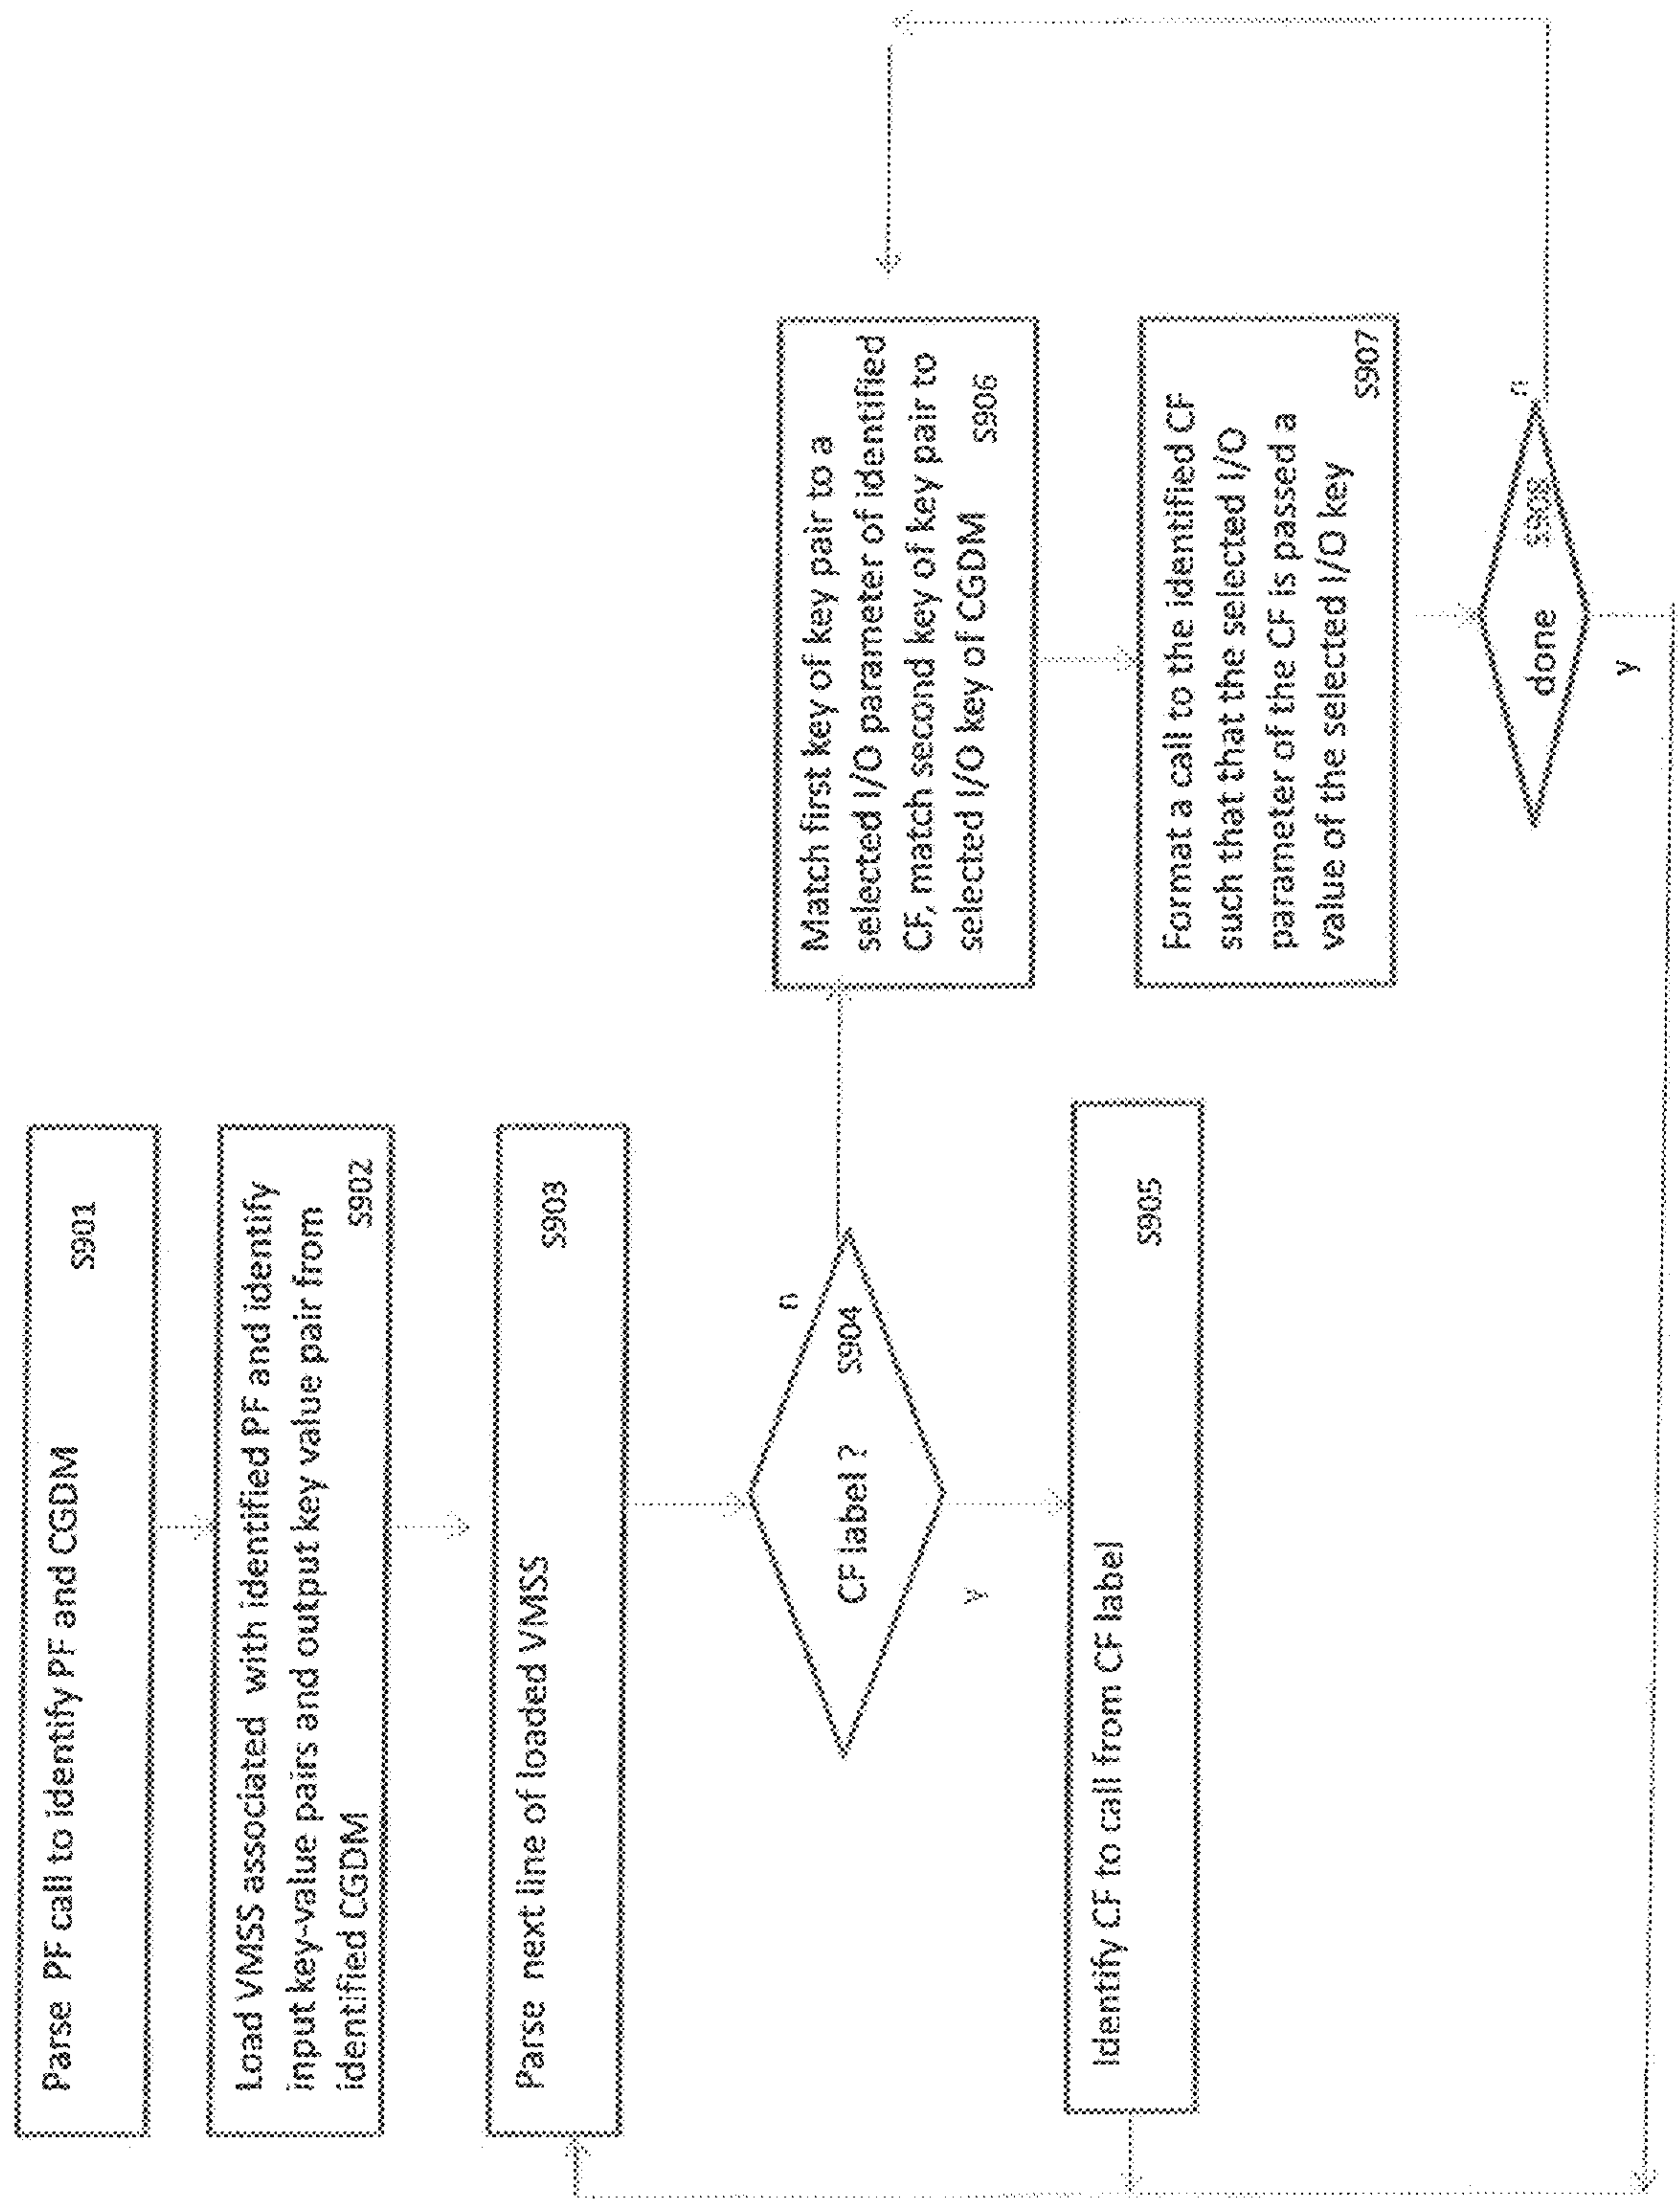 Parse PF call to identify PF and CGDM
S901
Load VMSS associated with identified PF and identify
input key-value pairs and output key value pair from
identified CGDM
S902
Parse next line of loaded VMSS
S903
CF label ?
S904
n
y
Identify CF to call from CF label
S905
Match first key of key pair to a
selected I/O parameter of identified
CF, match second key of key pair to
selected I/O key of CGDM
S906
Format a call to the identified CF
such that that the selected I/O
parameter of the CF is passed a
value of the selected I/O key
S907
done
S908
n
y